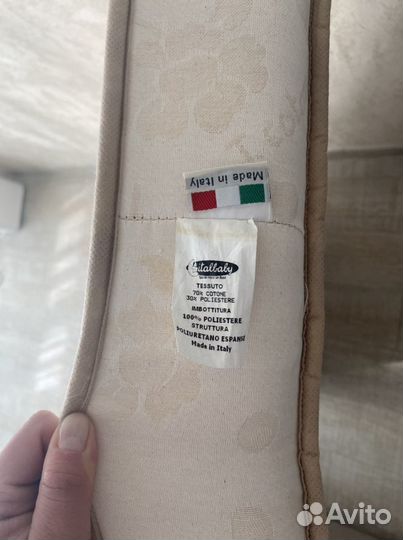 Made in Italy
Italbaby
TESSUTO
70% COTONE
30% POLIESTERE
IMBOTTITURA
100% POLIESTERE
STRUTTURA
POLIURETANO ESPANSO
Made in Italy
Avito